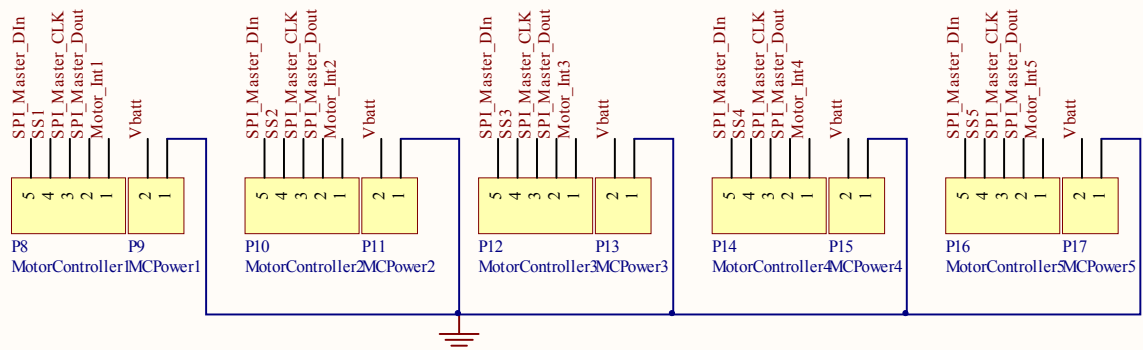 SPI_Master_DIn
SS1
SPI_Master_CLK
SPI_Master_Dout
Motor_Int1
Vbatt
SPI_Master_DIn
SS2
SPI_Master_CLK
SPI_Master_Dout
Motor_Int2
Vbatt
SPI_Master_DIn
SS3
SPI_Master_CLK
SPI_Master_Dout
Motor_Int3
Vbatt
SPI_Master_DIn
SS4
SPI_Master_CLK
SPI_Master_Dout
Motor_Int4
Vbatt
SPI_Master_DIn
SS5
SPI_Master_CLK
SPI_Master_Dout
Motor_Int5
Vbatt
5 4 3 2 1 2 1 5 4 3 2 1 2 1 5 4 3 2 1 2 1 5 4 3 2 1 2 1 5 4 3 2 1 2 1
P8 P9 P10 P11 P12 P13 P14 P15 P16 P17
MotorController1 MCPower1 MotorController2 MCPower2 MotorController3 MCPower3 MotorController4 MCPower4 MotorController5 MCPower5